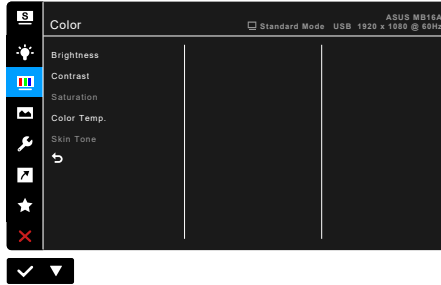 S
Color
ASUS MB16A
Standard Mode USB 1920 x 1080 @ 60Hz
Brightness
Contrast
Saturation
Color Temp.
Skin Tone